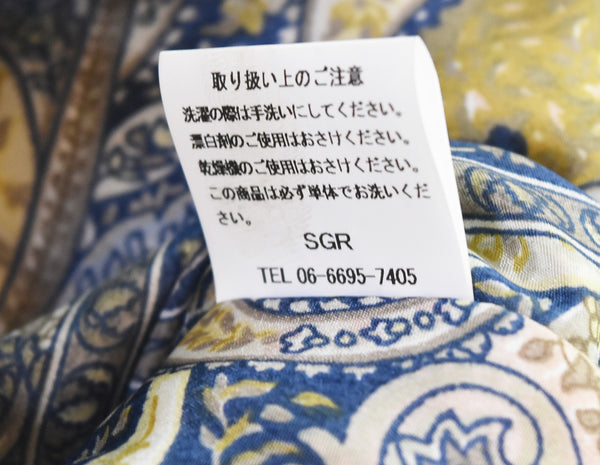 取り扱い上のご注意
洗濯の際は手洗いにしてください。
漂白剤のご使用はおさけください。
乾燥機のご使用はおさけください。
この商品は必ず単体でお洗いくだ
さい。
SGR
TEL 06-6695-7405